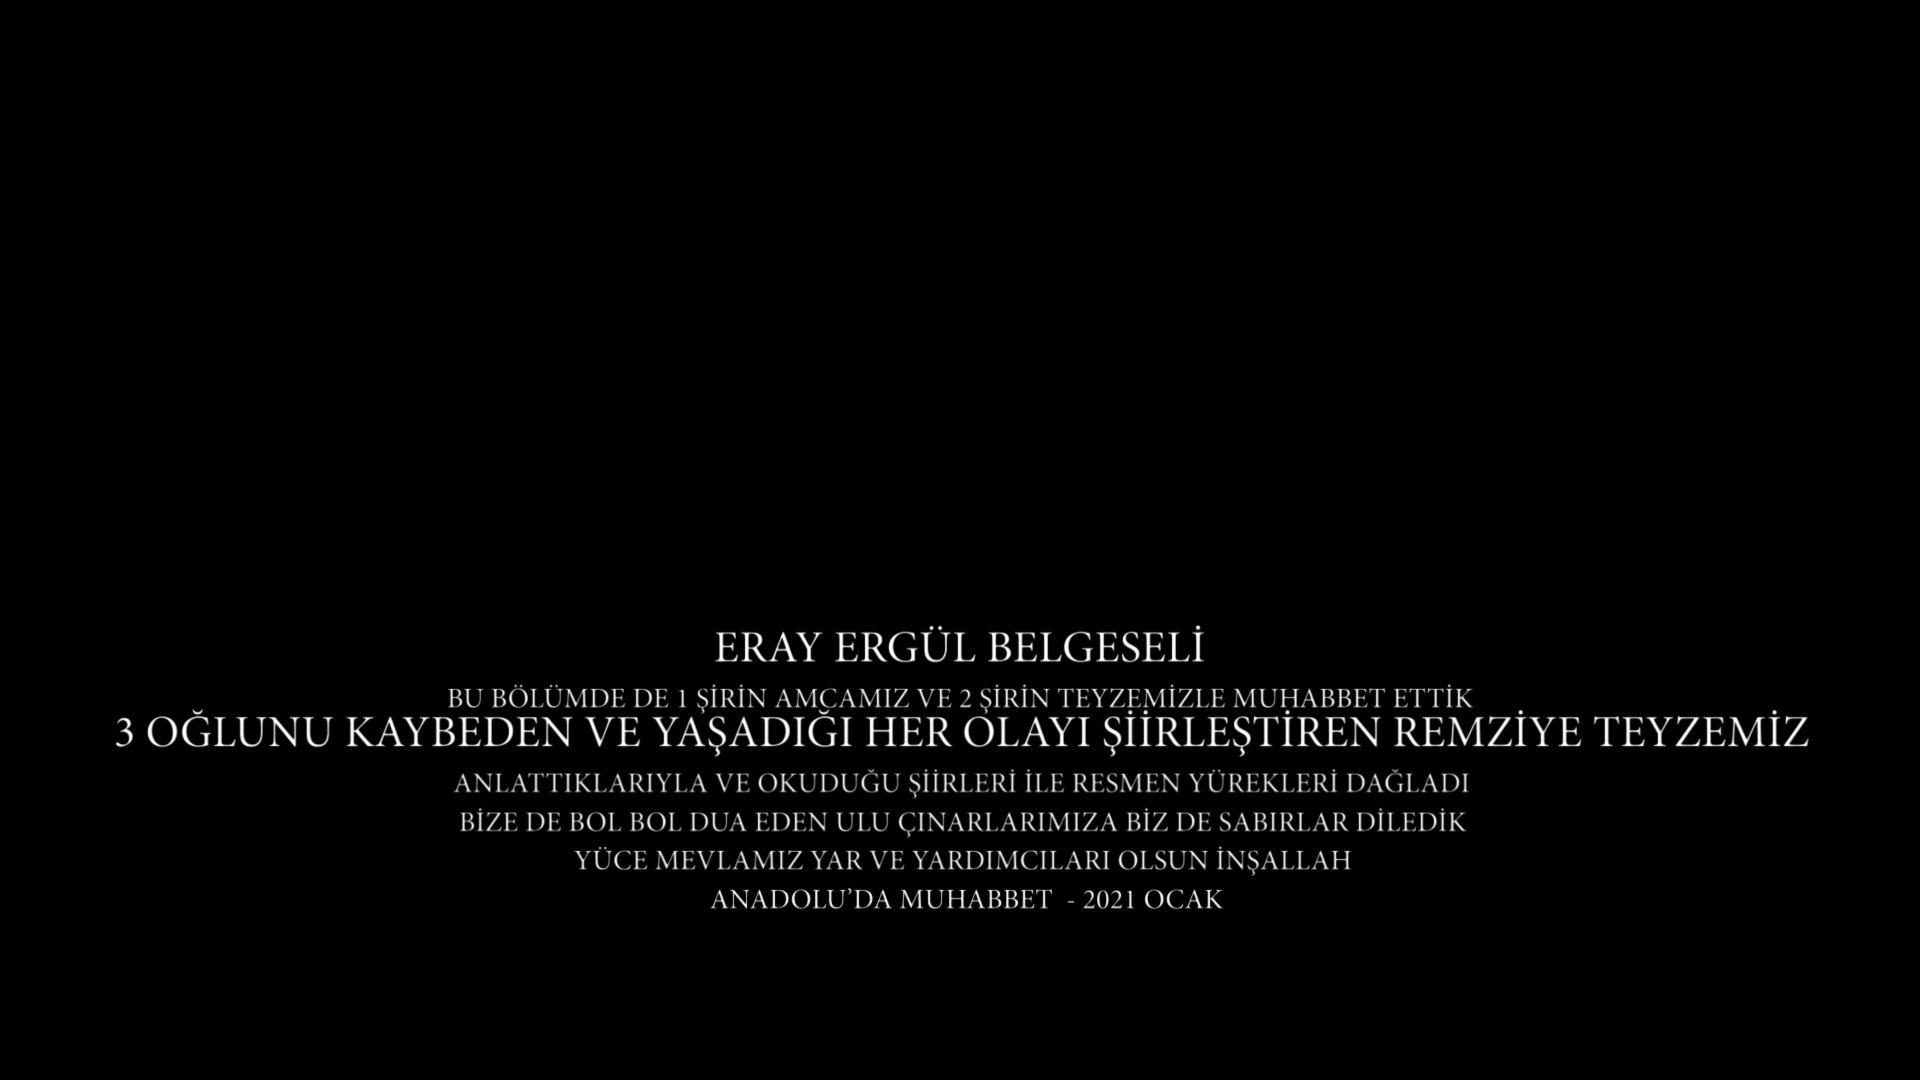 ERAY ERGÜL BELGESELİ
BU BÖLÜMDE DE 1 ŞİRİN AMCAMIZ VE 2 ŞİRİN TEYZEMİZLE MUHABBET ETTİK
3 OĞLUNU KAYBEDEN VE YAŞADIĞI HER OLAYI ŞİİRLEŞTİREN REMZİYE TEYZEMİZ
ANLATTIKLARIYLA VE OKUDUĞU ŞİİRLERİ İLE RESMEN YÜREKLERİ DAĞLADI
BİZE DE BOL BOL DUA EDEN ULU ÇINARLARIMIZA BİZ DE SABIRLAR DİLEDİK
YÜCE MEVLAMIZ YAR VE YARDIMCILARI OLSUN İNŞALLAH
ANADOLU'DA MUHABBET - 2021 OCAK